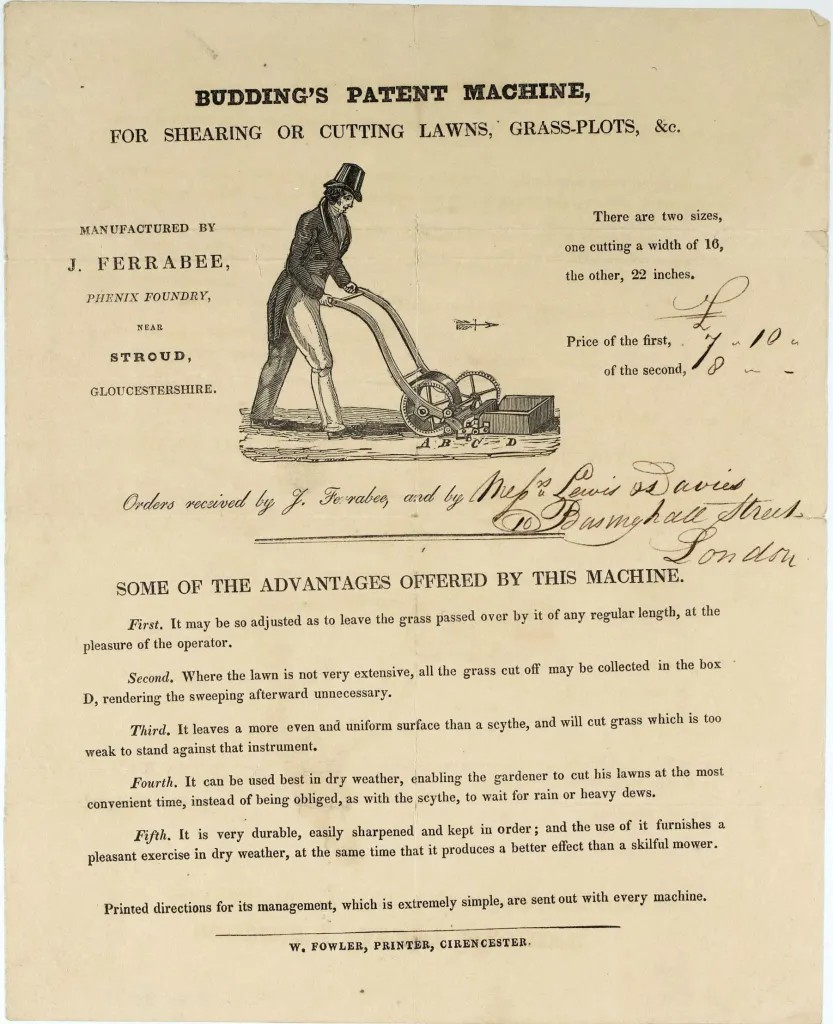 BUDDING'S PATENT MACHINE,
FOR SHEARING OR CUTTING LAWNS, GRASS-PLOTS, &c.
MANUFACTURED BY
J. FERRABEE,
PHENIX FOUNDRY,
NEAR
STROUD,
GLOUCESTERSHIRE.
There are two sizes,
one cutting a width of 16,
the other, 22 inches.
£
Price of the first, 7 " 10 "
of the second, 8 " -
A B C D
Orders received by J. Ferrabee, and by Messrs Lewis & Davies
10 Basinghall Street
London
SOME OF THE ADVANTAGES OFFERED BY THIS MACHINE.
First. It may be so adjusted as to leave the grass passed over by it of any regular length, at the
pleasure of the operator.
Second. Where the lawn is not very extensive, all the grass cut off may be collected in the box
D, rendering the sweeping afterward unnecessary.
Third. It leaves a more even and uniform surface than a scythe, and will cut grass which is too
weak to stand against that instrument.
Fourth. It can be used best in dry weather, enabling the gardener to cut his lawns at the most
convenient time, instead of being obliged, as with the scythe, to wait for rain or heavy dews.
Fifth. It is very durable, easily sharpened and kept in order; and the use of it furnishes a
pleasant exercise in dry weather, at the same time that it produces a better effect than a skilful mower.
Printed directions for its management, which is extremely simple, are sent out with every machine.
W. FOWLER, PRINTER, CIRENCESTER.